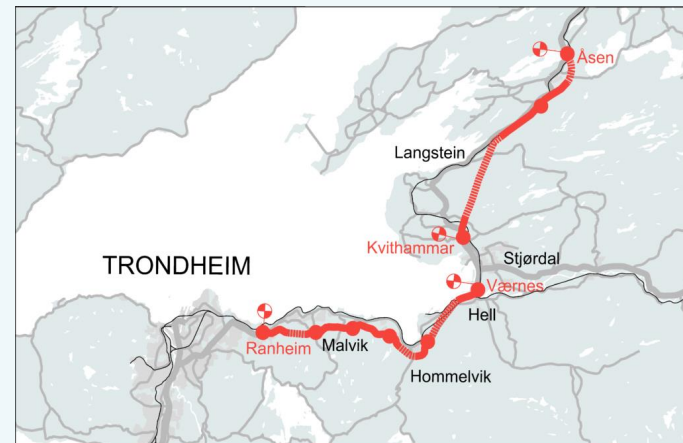 Åsen
Langstein
Kvithammar
Stjørdal
TRONDHEIM
Værnes
Hell
Ranheim
Malvik
Hommelvik